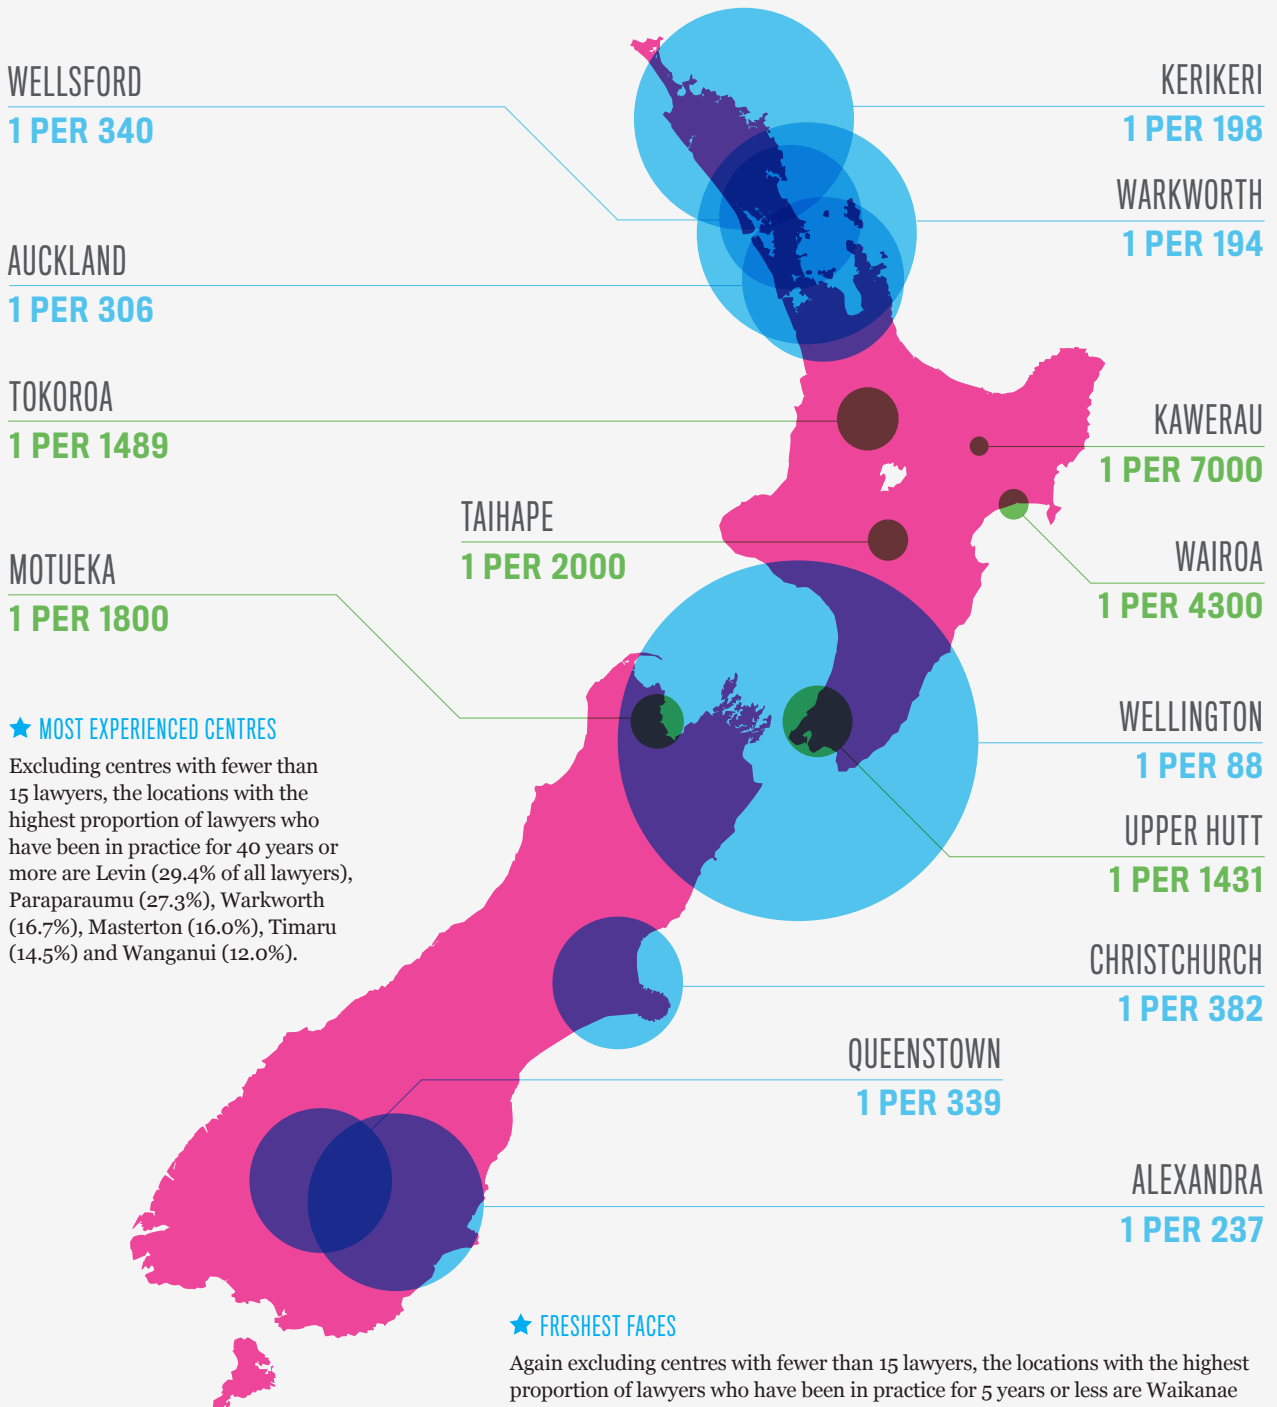 WELLSFORD
1 PER 340
KERIKERI
1 PER 198
WARKWORTH
1 PER 194
AUCKLAND
1 PER 306
TOKOROA
1 PER 1489
KAWERAU
1 PER 7000
TAIHAPE
1 PER 2000
WAIROA
1 PER 4300
MOTUEKA
1 PER 1800
★ MOST EXPERIENCED CENTRES
Excluding centres with fewer than
15 lawyers, the locations with the
highest proportion of lawyers who
have been in practice for 40 years or
more are Levin (29.4% of all lawyers),
Paraparaumu (27.3%), Warkworth
(16.7%), Masterton (16.0%), Timaru
(14.5%) and Wanganui (12.0%).
WELLINGTON
1 PER 88
UPPER HUTT
1 PER 1431
CHRISTCHURCH
1 PER 382
QUEENSTOWN
1 PER 339
ALEXANDRA
1 PER 237
★ FRESHEST FACES
Again excluding centres with fewer than 15 lawyers, the locations with the highest
proportion of lawyers who have been in practice for 5 years or less are Waikanae